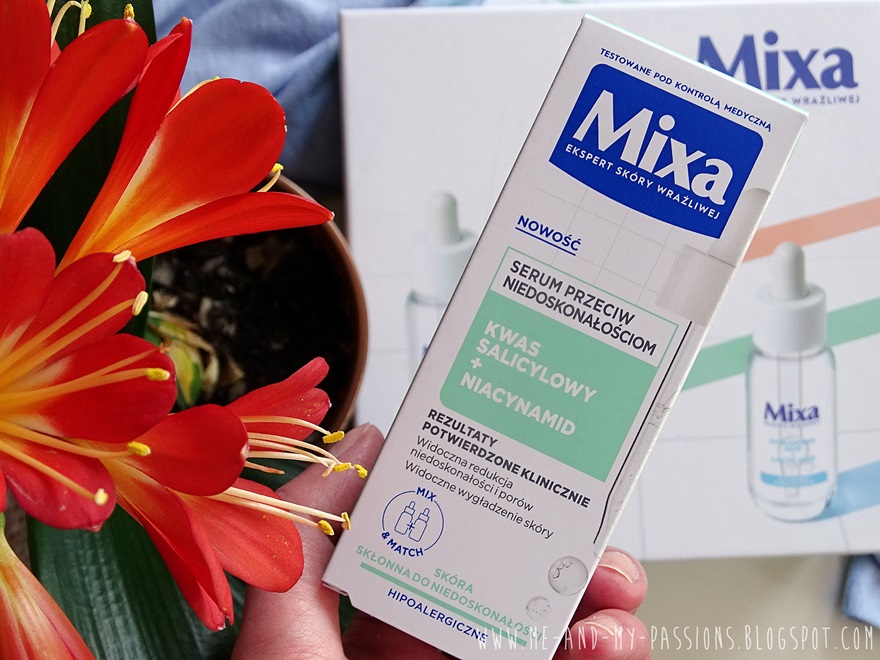 TESTOWANE POD KONTROLĄ MEDYCZNĄ
Mixa
EKSPERT SKÓRY WRAŻLIWEJ
NOWOŚĆ
SERUM PRZECIW
NIEDOSKONAŁOŚCIOM
KWAS
SALICYLOWY
+
NIACYNAMID
REZULTATY
POTWIERDZONE KLINICZNIE
Widoczna redukcja
niedoskonałości i porów
Widoczne wygładzenie skóry
MIX
& MATCH
SKÓRA
SKŁONNA DO NIEDOSKONAŁOŚCI
HIPOALERGICZNE
Mixa
SKÓRY WRAŻLIWEJ
Mixa
WWW.ME-AND-MY-PASSIONS.BLOGSPOT.COM